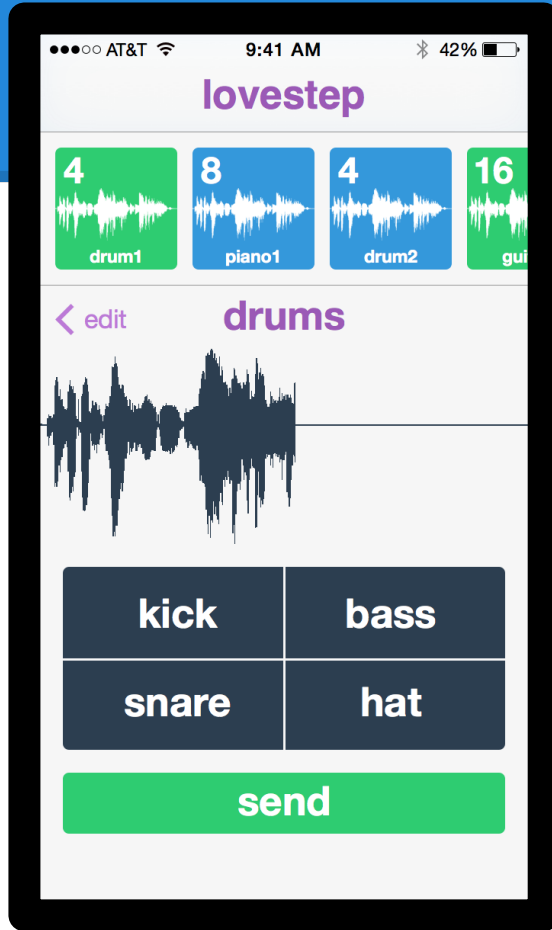 AT&T 9:41 AM 42%
lovestep
4 8 4 16
drum1 piano1 drum2 gui
edit drums
kick bass
snare hat
send